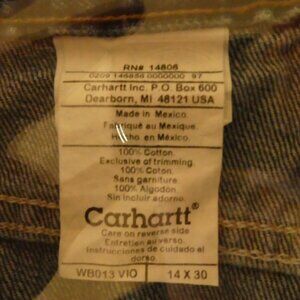 RN# 14806
0209 146856 0000000 97
Carhartt Inc. P.O. Box 600
Dearborn, MI 48121 USA
Made in Mexico.
Fabriqué au Mexique.
Hecho en México.
100% Cotton.
Exclusive of trimming.
100% Coton.
Sans garniture
100% Algodón.
Sin incluir adorno.
Carhartt®
Care on reverse side
Entretien au verso.
Instrucciones de cuidado al
dorso.
WB013 VIO 14 X 30